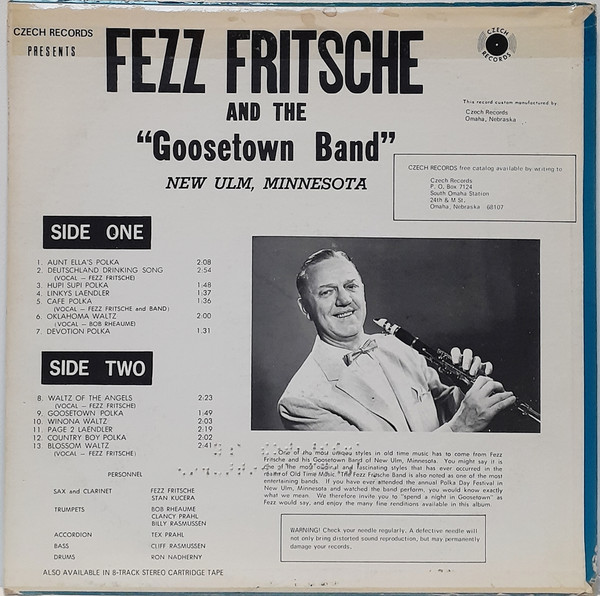 CZECH RECORDS
PRESENTS
FEZZ FRITSCHE
AND THE
“Goosetown Band”
NEW ULM, MINNESOTA
CZECH
RECORDS
This record custom manufactured by
Czech Records
Omaha, Nebraska
CZECH RECORDS free catalog available by writing to
Czech Records
P. O. Box 7124
South Omaha Station
24th & M St.
Omaha, Nebraska 68107
SIDE ONE
1. AUNT ELLA'S POLKA 2:08
2. DEUTSCHLAND DRINKING SONG 2:54
(VOCAL — FEZZ FRITSCHE)
3. HUPI SUPI POLKA 1:48
4. LINKYS LAENDLER 1:37
5. CAFE POLKA 1:36
(VOCAL — FEZZ FRITSCHE and BAND)
6. OKLAHOMA WALTZ 2:00
(VOCAL — BOB RHEAUME)
7. DEVOTION POLKA 1:31
SIDE TWO
8. WALTZ OF THE ANGELS 2:23
(VOCAL — FEZZ FRITSCHE)
9. GOOSETOWN POLKA 1:49
10. WINONA WALTZ 2:03
11. PAGE 2 LAENDLER 2:19
12. COUNTRY BOY POLKA 2:02
13 BLOSSOM WALTZ 2:41
(VOCAL — FEZZ FRITSCHE)
PERSONNEL
SAX and CLARINET FEZZ FRITSCHE
STAN KUCERA
TRUMPETS BOB RHEAUME
CLANCY PRAHL
BILLY RASMUSSEN
ACCORDION TEX PRAHL
BASS CLIFF RASMUSSEN
DRUMS RON NADHERNY
ALSO AVAILABLE IN 8-TRACK STEREO CARTRIDGE TAPE
One of the most unique styles in old time music has to come from Fezz
Fritsche and his Goosetown Band of New Ulm, Minnesota. You might say it is
one of the most original and fascinating styles that has ever occurred in the
realm of Old Time Music. The Fezz Fritsche Band is also noted as one of the most
entertaining bands. If you have ever attended the annual Polka Day Festival in
New Ulm, Minnesota and watched the band perform, you would know exactly
what we mean. We therefore invite you to "spend a night in Goosetown" as
Fezz would say, and enjoy the many fine renditions available in this album.
WARNING! Check your needle regularly. A defective needle will
not only bring distorted sound reproduction, but may permanently
damage your records.